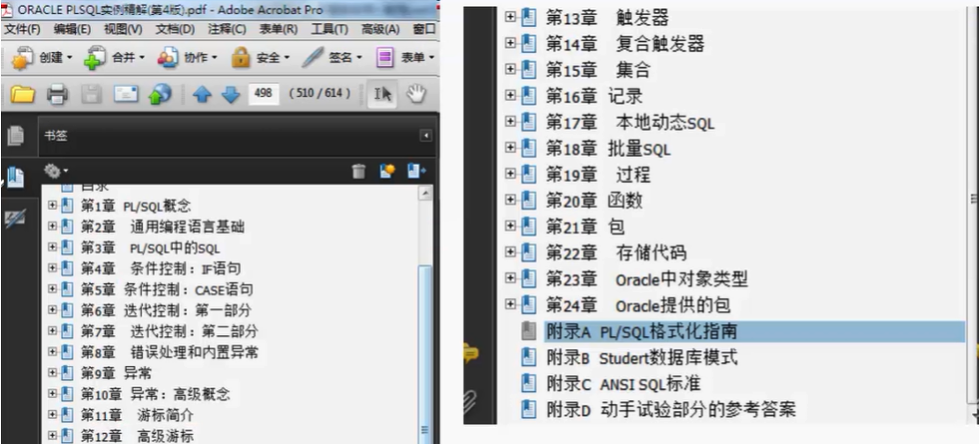 ORACLE PLSQL实例精解(第4版).pdf - Adobe Acrobat Pro
文件(F) 编辑(E) 视图(V) 文档(D) 注释(C) 表单(R) 工具(T) 高级(A) 窗口
创建 合并 协作 安全 签名 表单
498 (510 / 614)
书签
目录
第1章 PL/SQL概念
第2章 通用编程语言基础
第3章 PL/SQL中的SQL
第4章 条件控制：IF语句
第5章 条件控制：CASE语句
第6章 迭代控制：第一部分
第7章 迭代控制：第二部分
第8章 错误处理和内置异常
第9章 异常
第10章 异常：高级概念
第11章 游标简介
第12章 高级游标
第13章 触发器
第14章 复合触发器
第15章 集合
第16章 记录
第17章 本地动态SQL
第18章 批量SQL
第19章 过程
第20章 函数
第21章 包
第22章 存储代码
第23章 Oracle中对象类型
第24章 Oracle提供的包
附录A PL/SQL格式化指南
附录B Studert数据库模式
附录C ANSI SQL标准
附录D 动手试验部分的参考答案